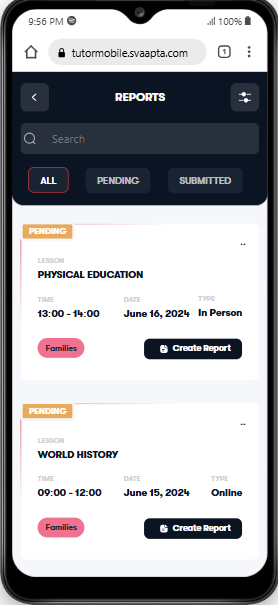 9:56 PM 100%
tutormobile.svaapta.com 1
REPORTS
Search
ALL PENDING SUBMITTED
PENDING
LESSON
PHYSICAL EDUCATION
TIME DATE TYPE
13:00 - 14:00 June 16, 2024 In Person
Families Create Report
PENDING
LESSON
WORLD HISTORY
TIME DATE TYPE
09:00 - 12:00 June 15, 2024 Online
Families Create Report